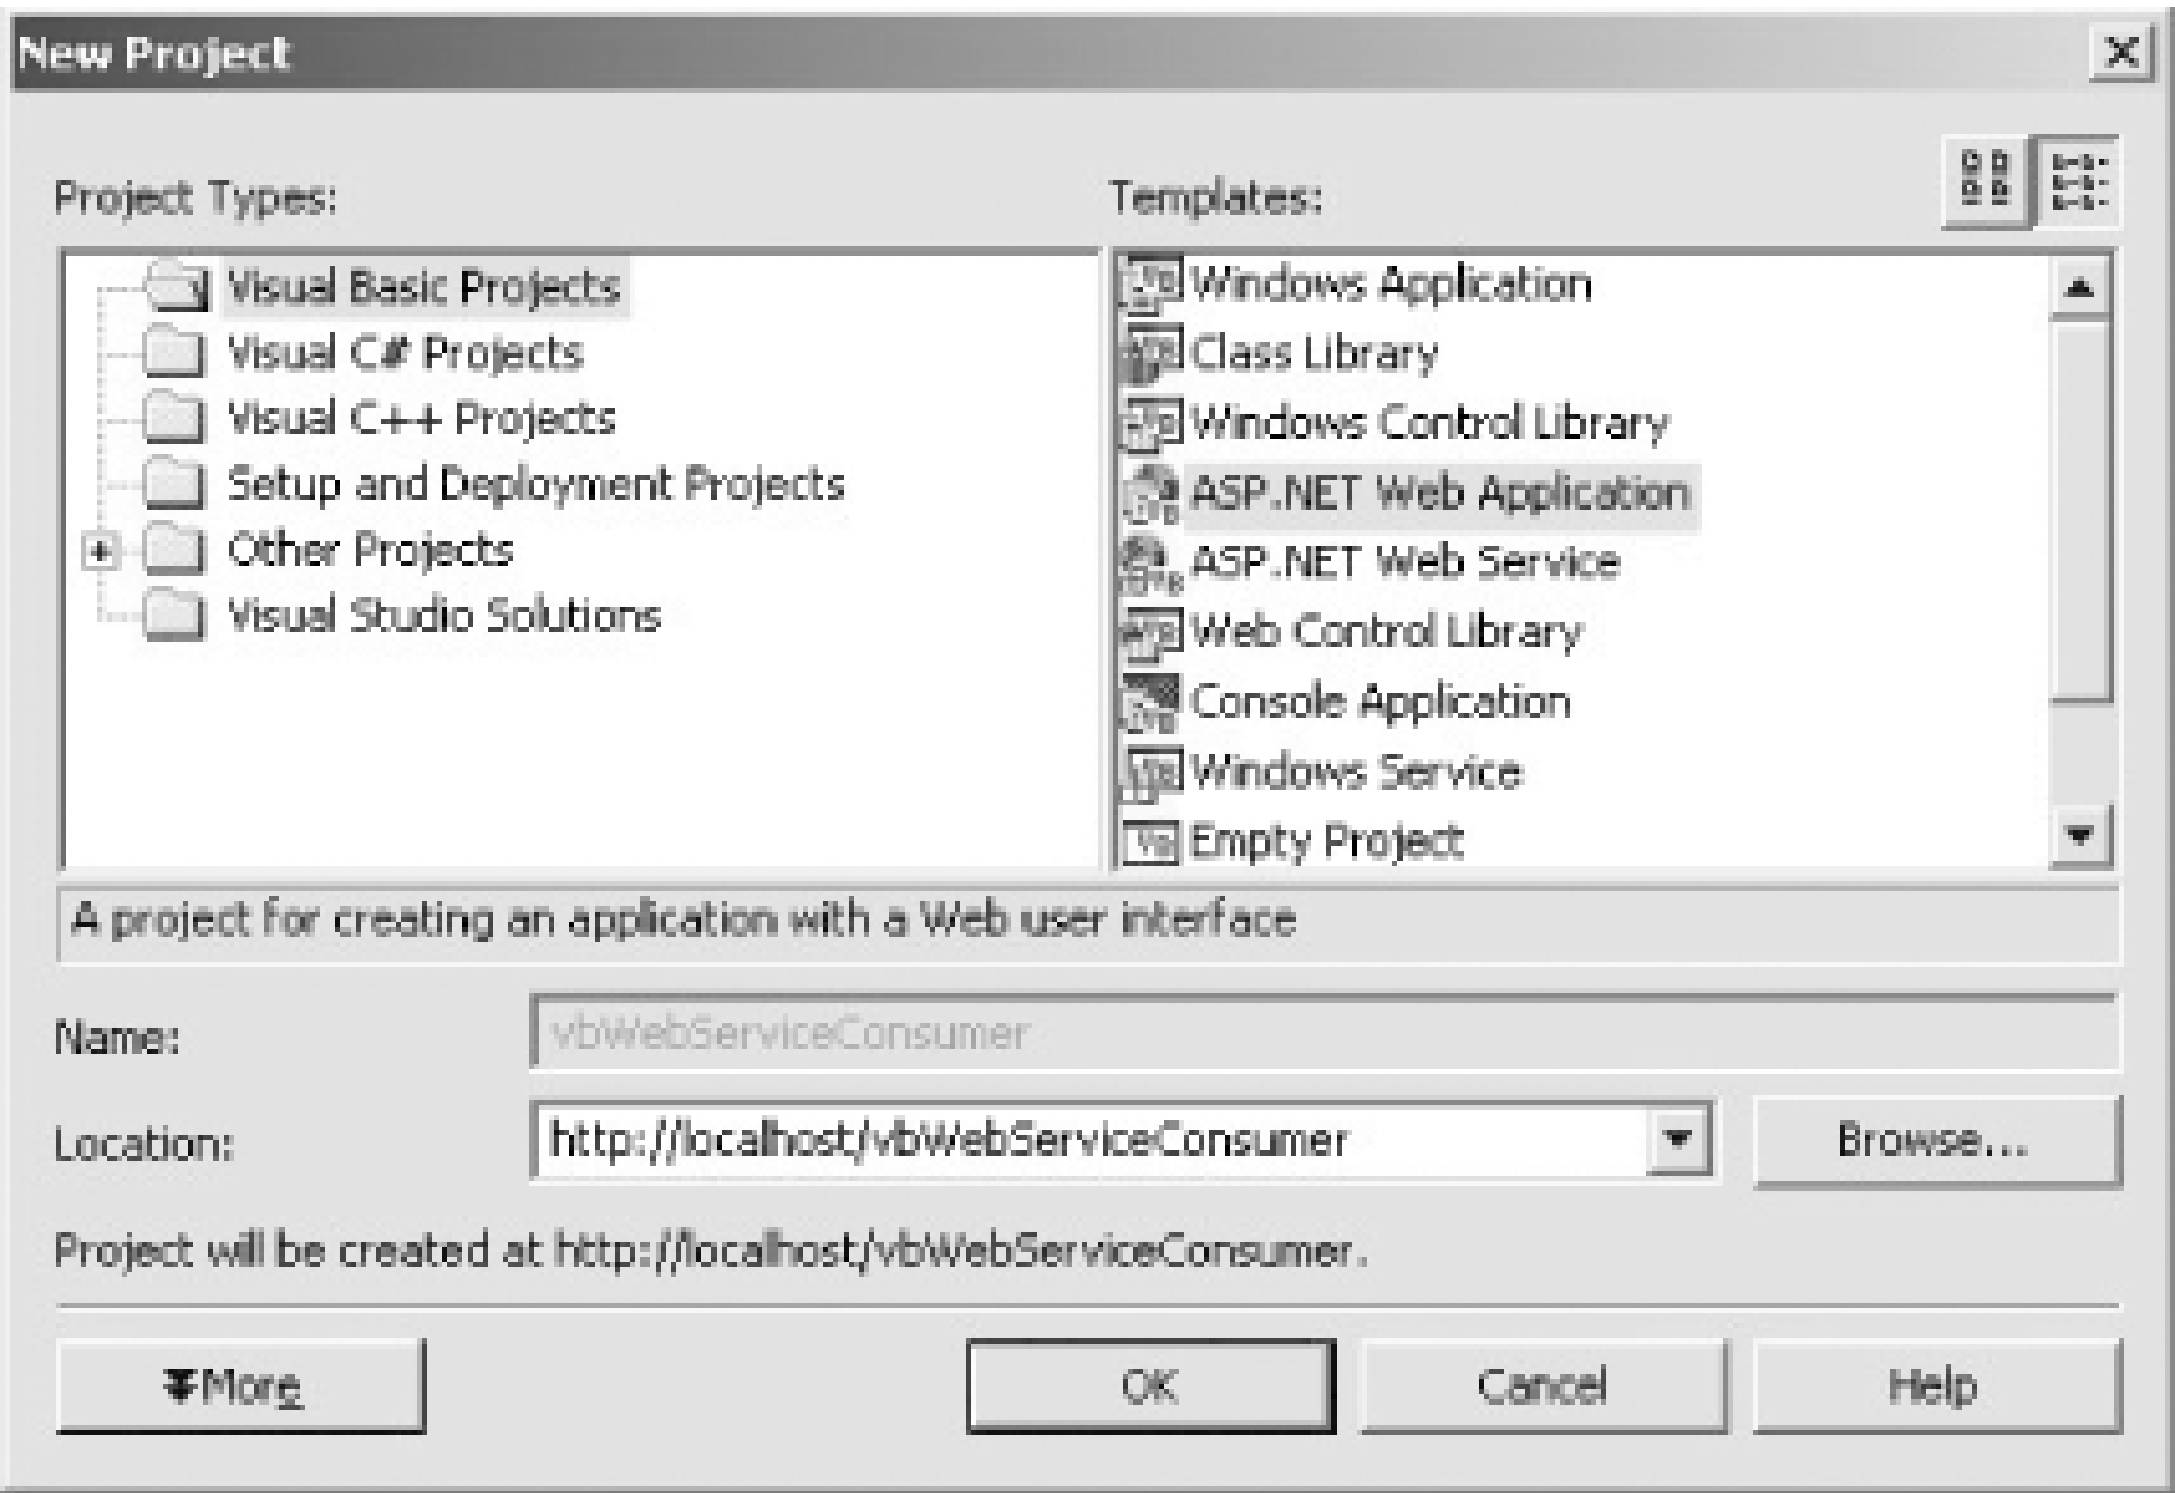 New Project
Project Types:
Templates:
Visual Basic Projects
Visual C# Projects
Visual C++ Projects
Setup and Deployment Projects
Other Projects
Visual Studio Solutions
Windows Application
Class Library
Windows Control Library
ASP.NET Web Application
ASP.NET Web Service
Web Control Library
Console Application
Windows Service
Empty Project
A project for creating an application with a Web user interface
Name:
vbWebServiceConsumer
Location:
http://localhost/vbWebServiceConsumer
Browse...
Project will be created at http://localhost/vbWebServiceConsumer.
More
OK
Cancel
Help